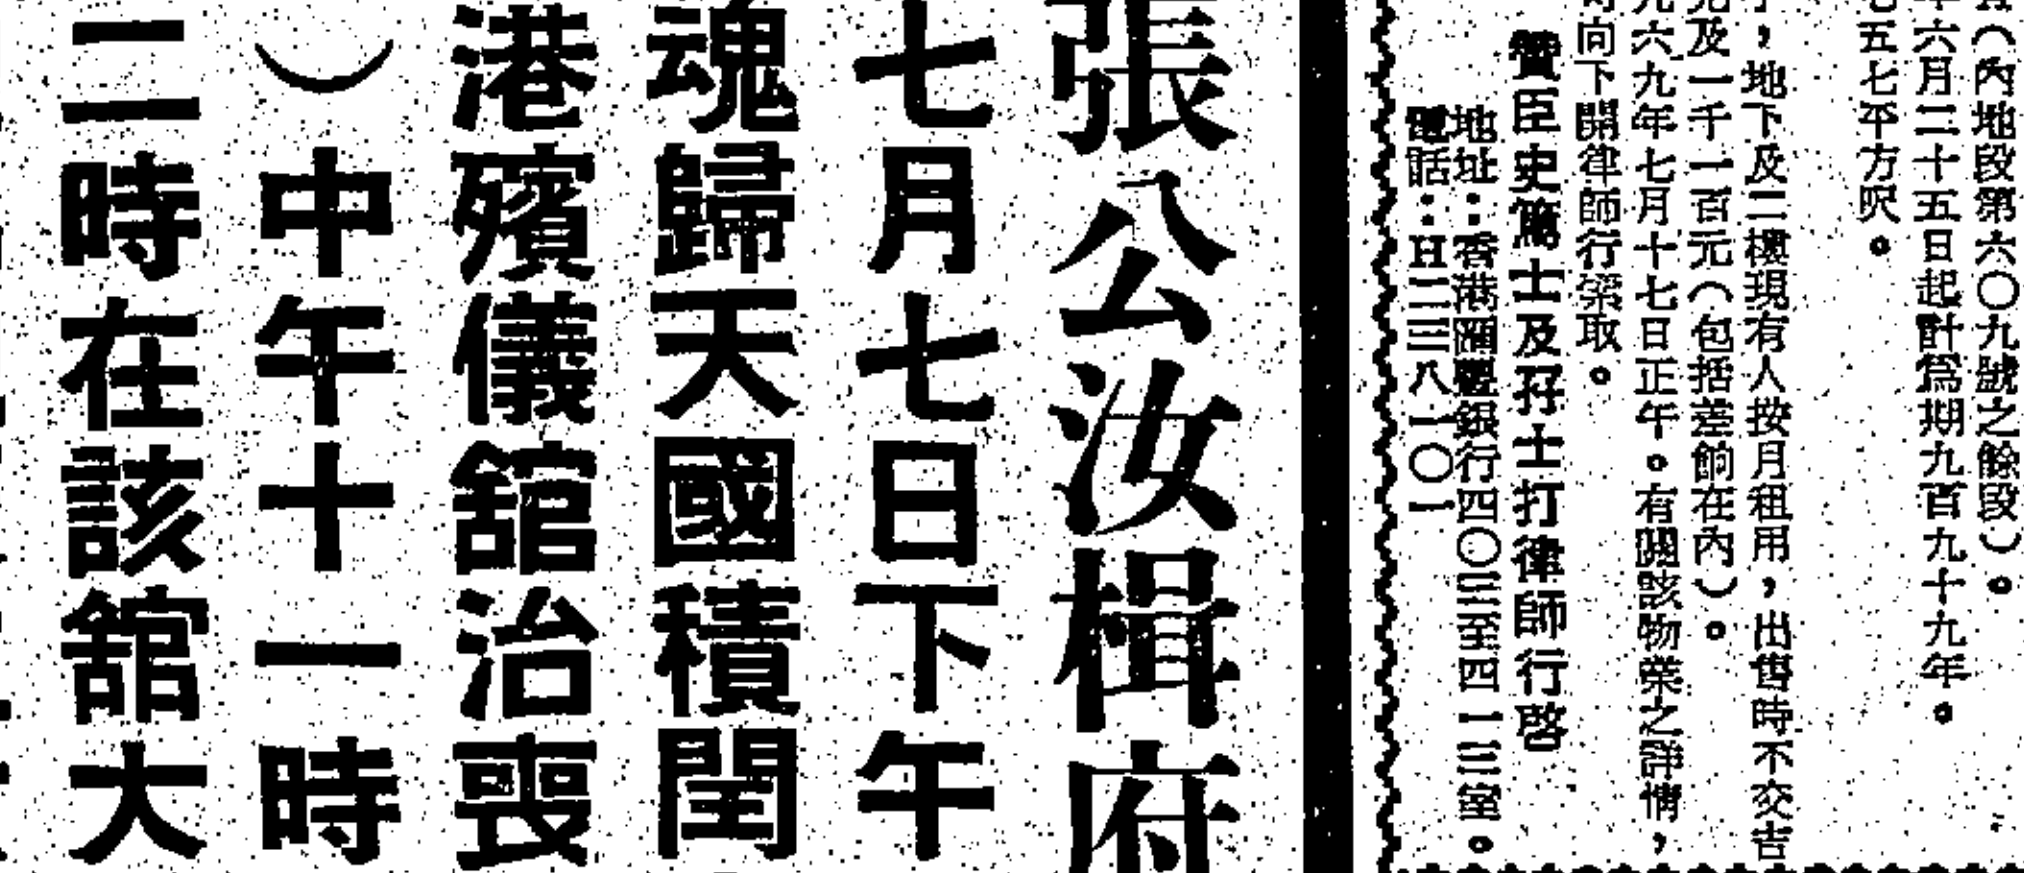 （內地段第六〇九號之餘段）。
六月二十五日起計爲期九百九十九年。
五七平方呎。
，地下及二樓現有人按月租用，出售時不交吉
及一千一百元（包括差餉在內）。
六九年七月十七日正午。有關該物業之詳情，
向下開律師行索取。
贊臣史篤士及孖士打律師行啓
地址：香港匯豐銀行四〇三至四一三室。
電話：H二三八一〇一
張公汝楫府
七月七日下午
魂歸天國積閏
港殯儀舘治喪
）中午十一時
二時在該舘大